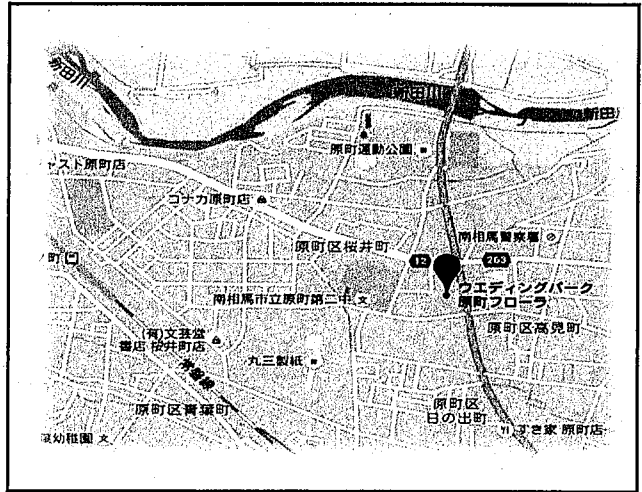 新田川
新田川
新田
原町運動公園
ャスト原町店
コナカ原町店
原町区桜井町
南相馬警察署
12
263
ノ町
ウエディングパーク
原町フローラ
南相馬市立原町第二中
原町区高見町
(有)文芸堂
書店 桜井町店
丸三製紙
常磐線
原町区青葉町
原町区
日の出町
すき家 原町店
幼稚園